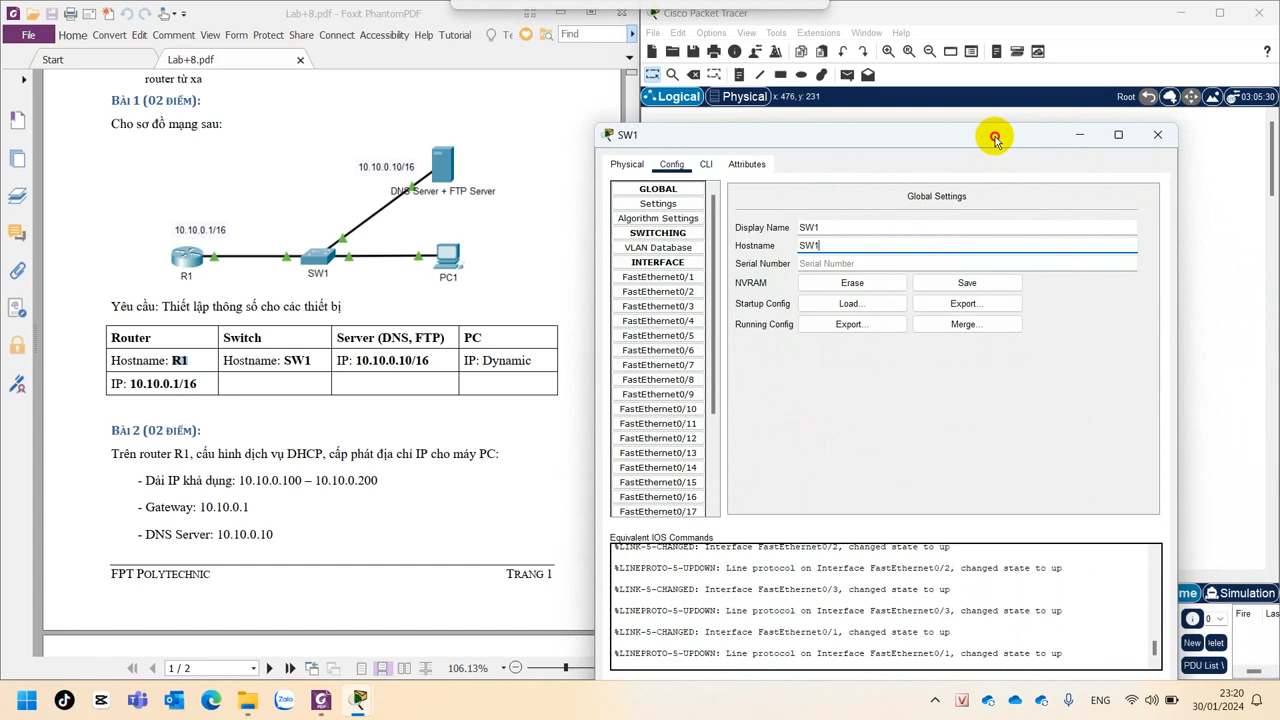 Lab+8.pdf - Foxit PhantomPDF
File Home Comment Edit Convert Organize View Form Protect Share Connect Accessibility Help Tutorial Find
Start
Lab+8.pdf
router từ xa
BÀI 1 (02 ĐIỂM):
Cho sơ đồ mạng sau:
10.10.0.10/16
DNS Server + FTP Server
10.10.0.1/16
R1
SW1
PC1
Yêu cầu: Thiết lập thông số cho các thiết bị
Router Switch Server (DNS, FTP) PC
Hostname: R1 Hostname: SW1 IP: 10.10.0.10/16 IP: Dynamic
IP: 10.10.0.1/16
BÀI 2 (02 ĐIỂM):
Trên router R1, cấu hình dịch vụ DHCP, cấp phát địa chỉ IP cho máy PC:
- Dải IP khả dụng: 10.10.0.100 – 10.10.0.200
- Gateway: 10.10.0.1
- DNS Server: 10.10.0.10
FPT POLYTECHNIC TRANG 1
1 / 2
106.13%
Cisco Packet Tracer
File Edit Options View Tools Extensions Window Help
Logical Physical x: 476, y: 231 Root 03:05:30
SW1
Physical Config CLI Attributes
GLOBAL
Settings
Algorithm Settings
SWITCHING
VLAN Database
INTERFACE
FastEthernet0/1
FastEthernet0/2
FastEthernet0/3
FastEthernet0/4
FastEthernet0/5
FastEthernet0/6
FastEthernet0/7
FastEthernet0/8
FastEthernet0/9
FastEthernet0/10
FastEthernet0/11
FastEthernet0/12
FastEthernet0/13
FastEthernet0/14
FastEthernet0/15
FastEthernet0/16
FastEthernet0/17
Global Settings
Display Name SW1
Hostname SW1
Serial Number Serial Number
NVRAM Erase Save
Startup Config Load... Export...
Running Config Export... Merge...
Equivalent IOS Commands
%LINK-5-CHANGED: Interface FastEthernet0/2, changed state to up
%LINEPROTO-5-UPDOWN: Line protocol on Interface FastEthernet0/2, changed state to up
%LINK-5-CHANGED: Interface FastEthernet0/3, changed state to up
%LINEPROTO-5-UPDOWN: Line protocol on Interface FastEthernet0/3, changed state to up
%LINK-5-CHANGED: Interface FastEthernet0/1, changed state to up
%LINEPROTO-5-UPDOWN: Line protocol on Interface FastEthernet0/1, changed state to up
Simulation
0 Fire
New
PDU List
Zalo
ENG
23:20
30/01/2024